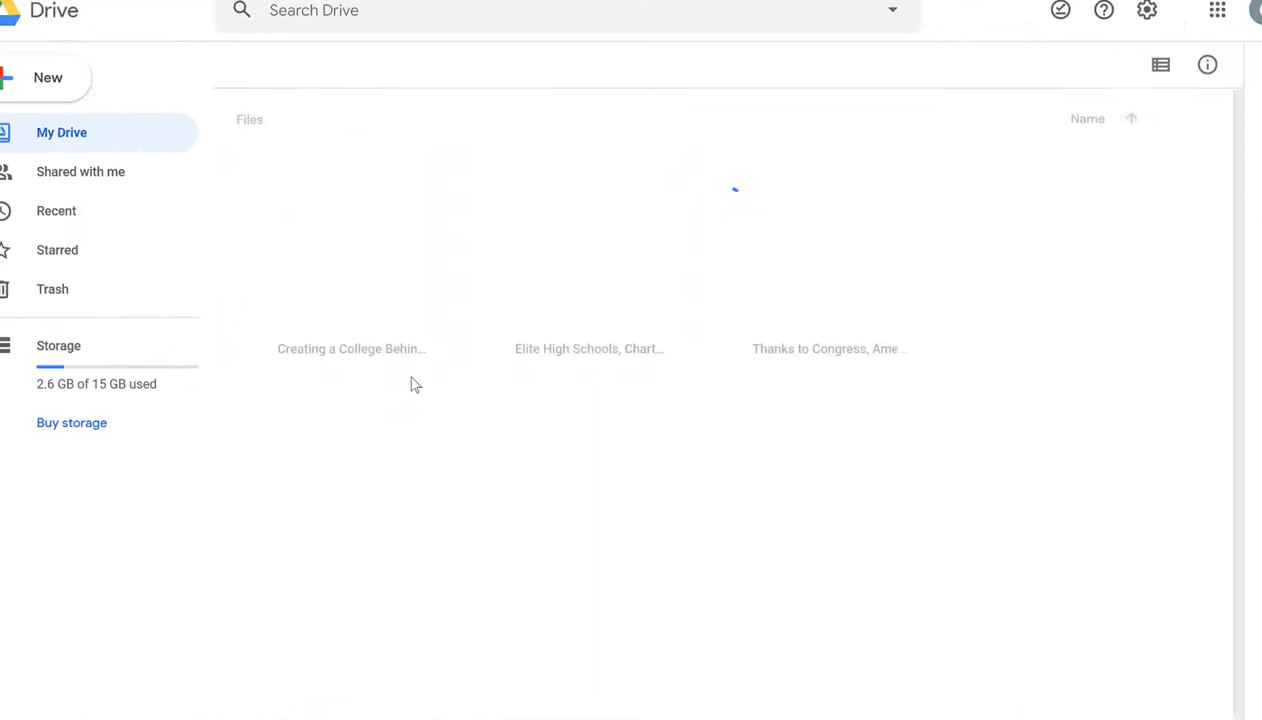 Drive
Search Drive
New
My Drive
Files
Name
Shared with me
Recent
Starred
Trash
Storage
Creating a College Behin...
Elite High Schools, Chart...
Thanks to Congress, Ame...
2.6 GB of 15 GB used
Buy storage